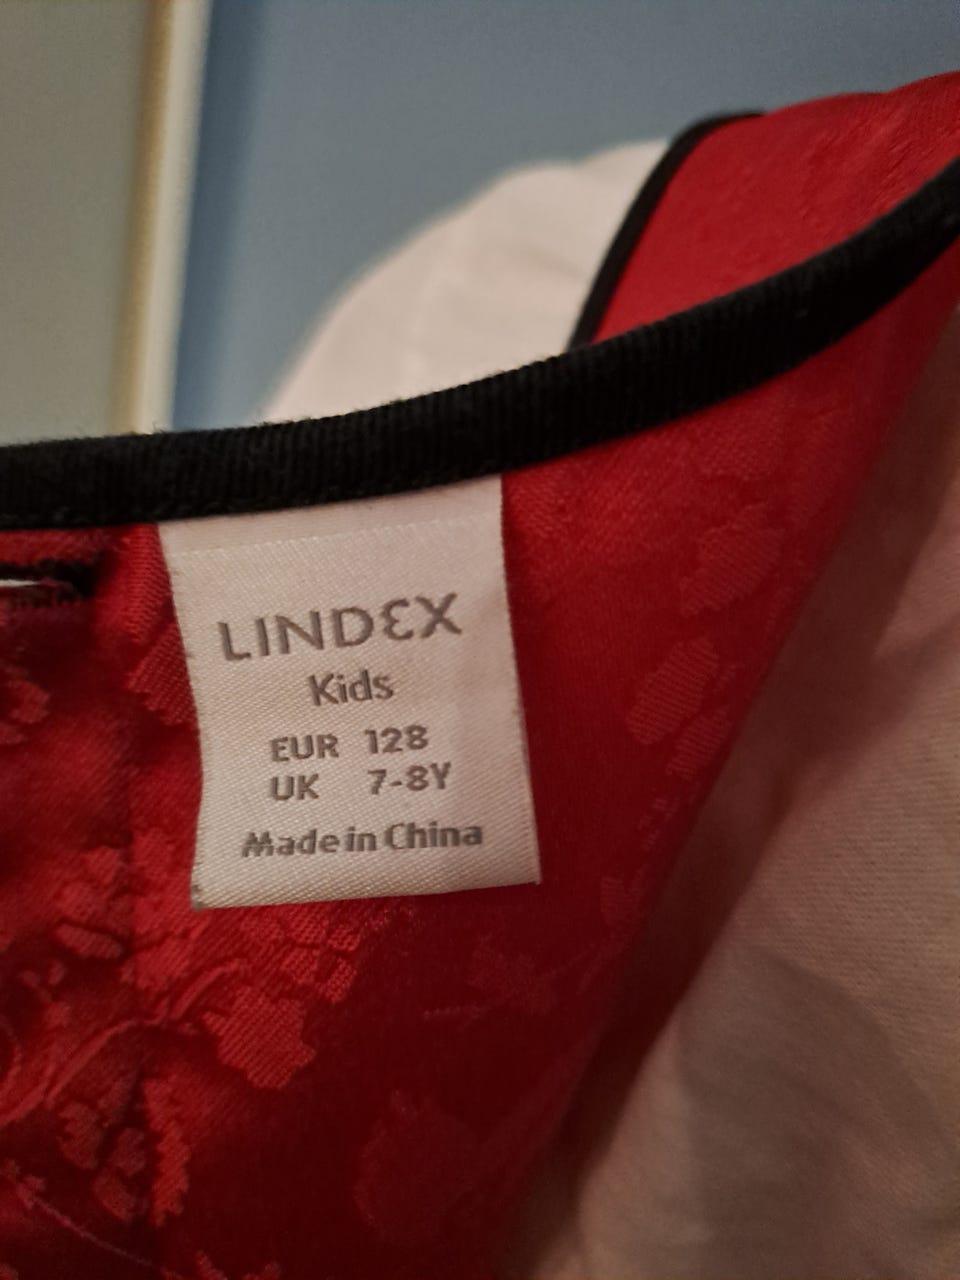 LINDEX
Kids
EUR 128
UK 7-8Y
Made in China